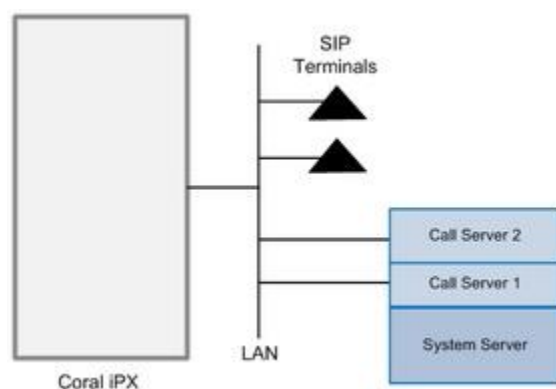 SIP
Terminals
Call Server 2
Call Server 1
System Server
LAN
Coral iPX